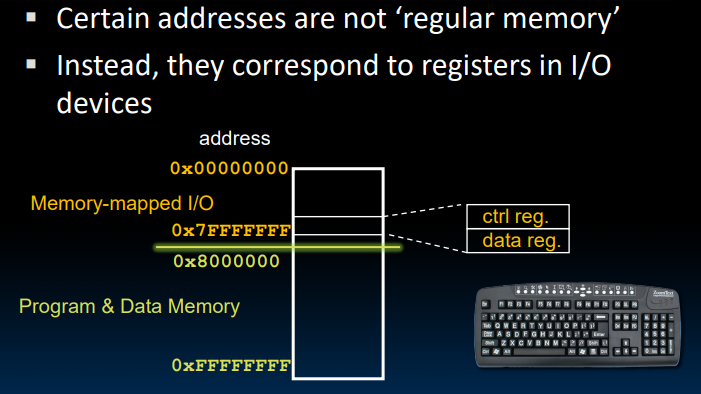 ▪ Certain addresses are not ‘regular memory’
▪ Instead, they correspond to registers in I/O
devices
address
0x00000000
Memory-mapped I/O
0x7FFFFFFF
0x8000000
Program & Data Memory
0xFFFFFFFF
ctrl reg.
data reg.